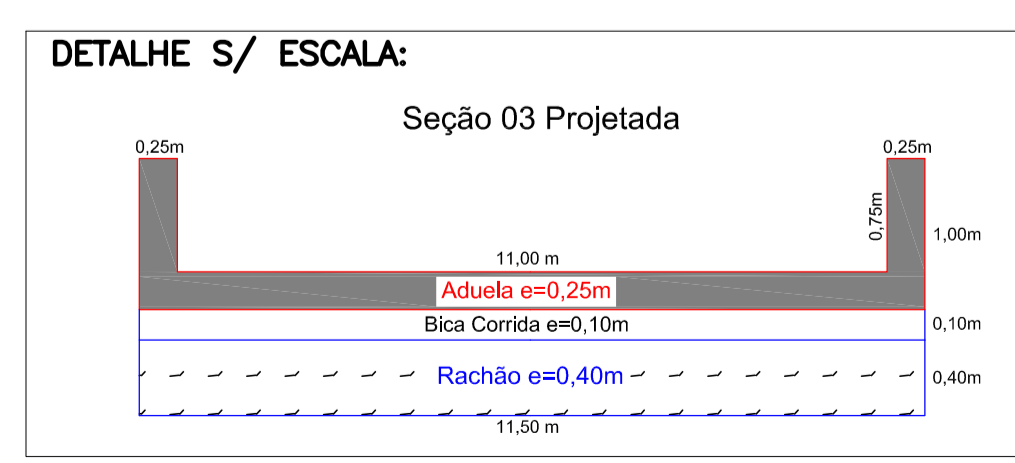 DETALHE S/ ESCALA:
Seção 03 Projetada
0,25m
0,25m
0,75m
1,00m
11,00 m
Aduela e=0,25m
Bica Corrida e=0,10m
0,10m
Rachão e=0,40m
0,40m
11,50 m